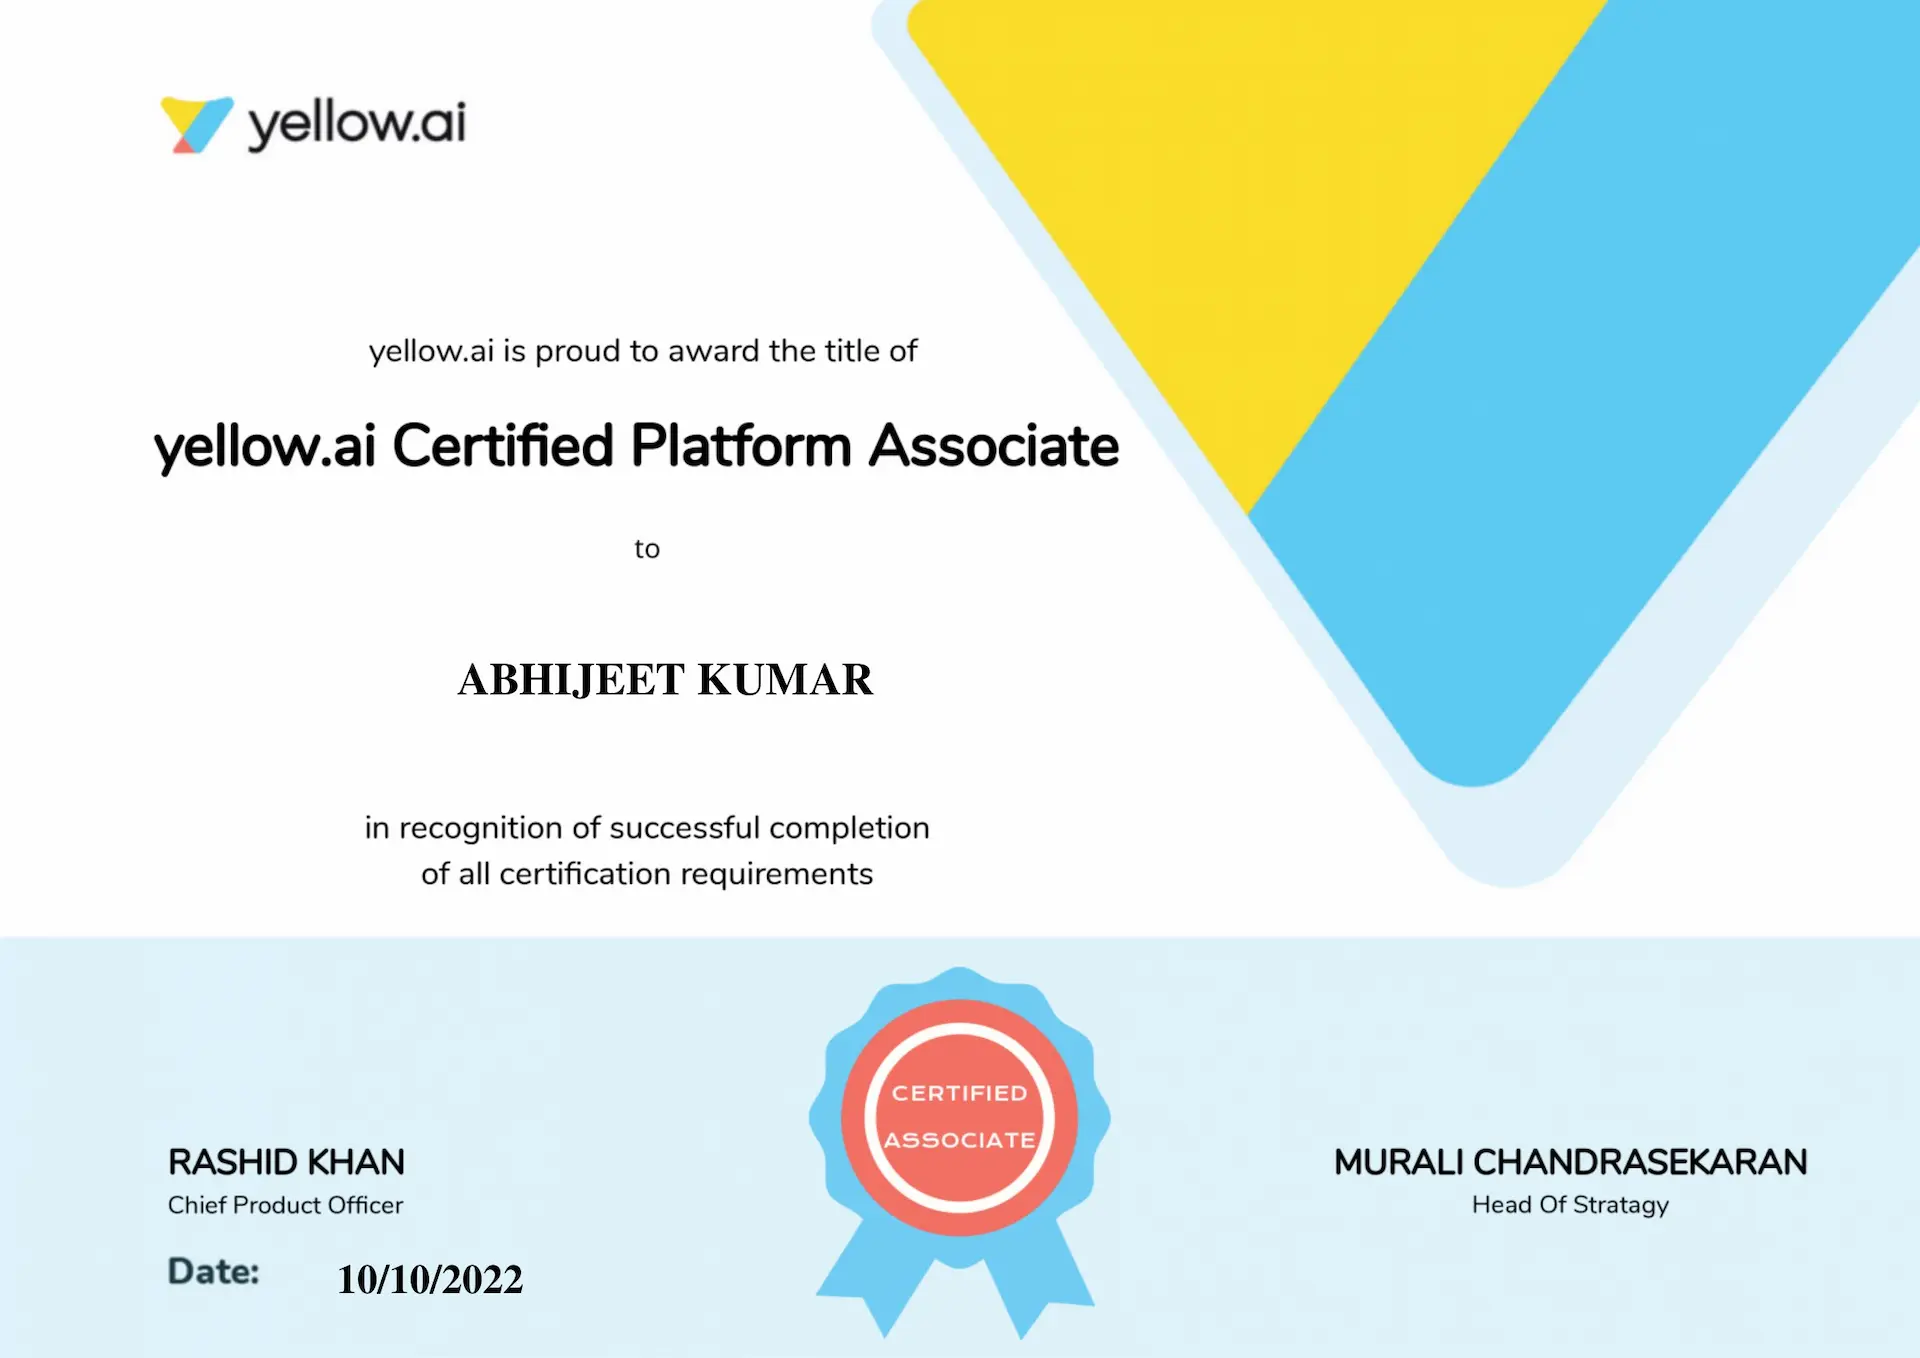 yellow.ai
yellow.ai is proud to award the title of
yellow.ai Certified Platform Associate
to
ABHIJEET KUMAR
in recognition of successful completion
of all certification requirements
CERTIFIED
ASSOCIATE
RASHID KHAN
Chief Product Officer
Date: 10/10/2022
MURALI CHANDRASEKARAN
Head Of Stratagy